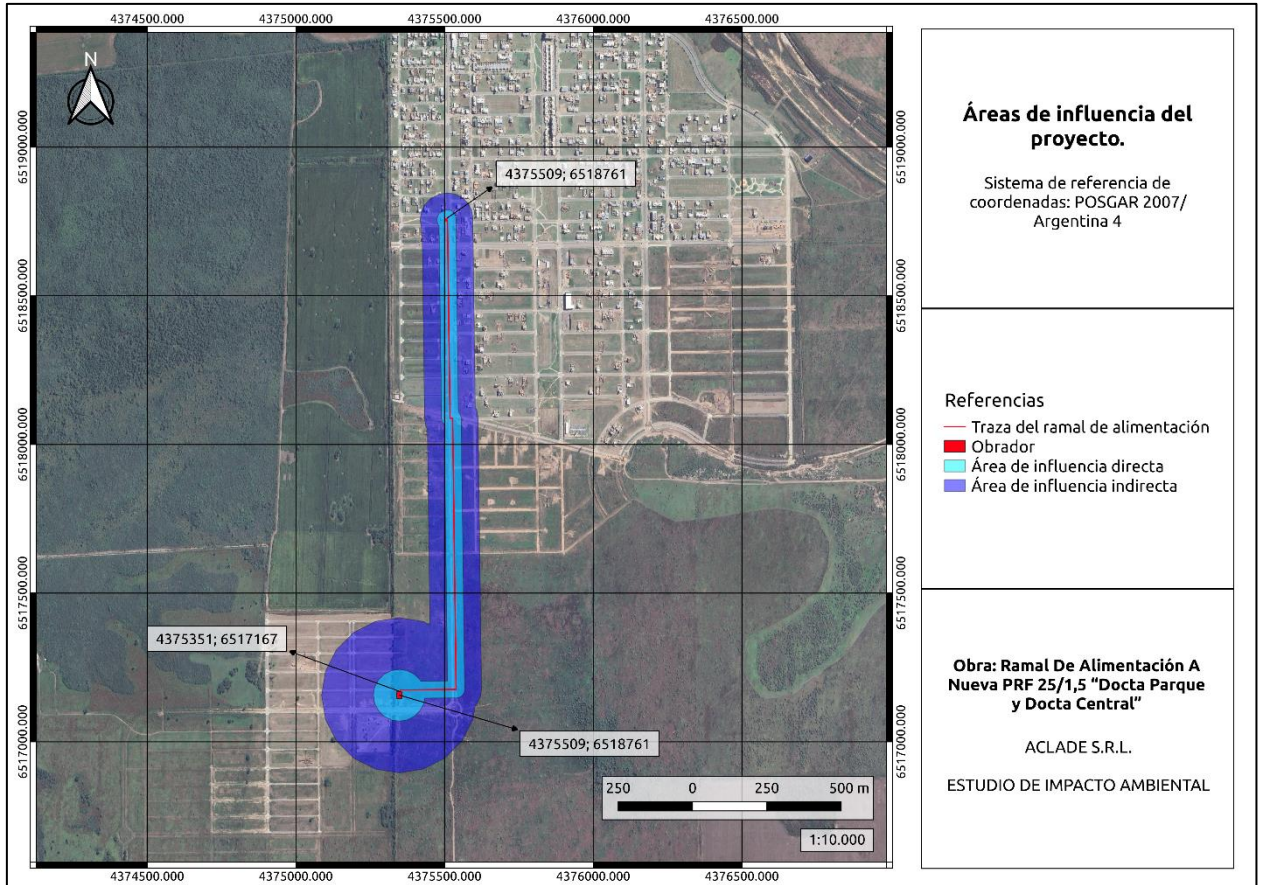 4374500.000 4375000.000 4375500.000 4376000.000 4376500.000
N
6519000.000 6519000.000
6518500.000 6518500.000
6518000.000 6518000.000
6517500.000 6517500.000
6517000.000 6517000.000
4375509; 6518761
4375351; 6517167
4375509; 6518761
250 0 250 500 m
1:10.000
4374500.000 4375000.000 4375500.000 4376000.000 4376500.000
Áreas de influencia del
proyecto.
Sistema de referencia de
coordenadas: POSGAR 2007/
Argentina 4
Referencias
Traza del ramal de alimentación
Obrador
Área de influencia directa
Área de influencia indirecta
Obra: Ramal De Alimentación A
Nueva PRF 25/1,5 “Docta Parque
y Docta Central”
ACLADE S.R.L.
ESTUDIO DE IMPACTO AMBIENTAL